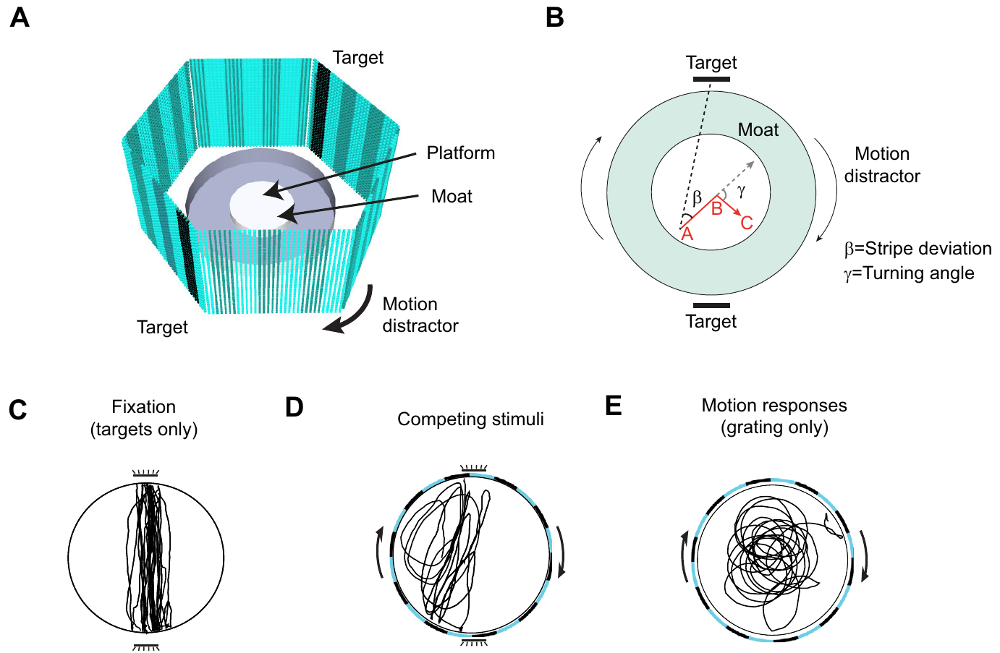 A
Target
Platform
Moat
Motion
distractor
Target
B
Target
Moat
Motion
distractor
β
γ
B
A
C
β=Stripe deviation
γ=Turning angle
Target
C
Fixation
(targets only)
D
Competing stimuli
E
Motion responses
(grating only)